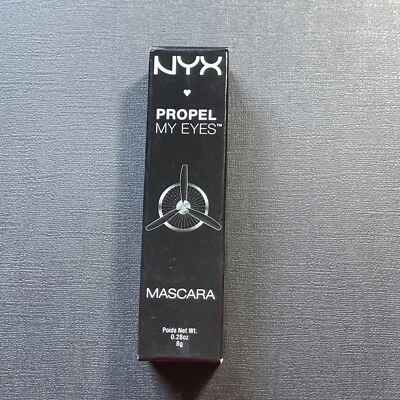 NYX
PROPEL
MY EYES™
MASCARA
Poids Net Wt.
0.28oz
8g